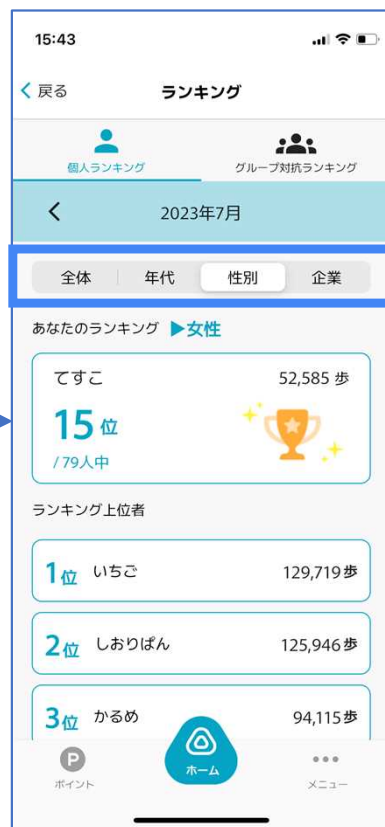 15:43
戻る ランキング
個人ランキング グループ対抗ランキング
2023年7月
全体 年代 性別 企業
あなたのランキング ▶女性
てすこ 52,585 歩
15 位
/ 79人中
ランキング上位者
1位 いちご 129,719歩
2位 しおりぱん 125,946歩
3位 かるめ 94,115歩
P
ポイント ホーム メニュー